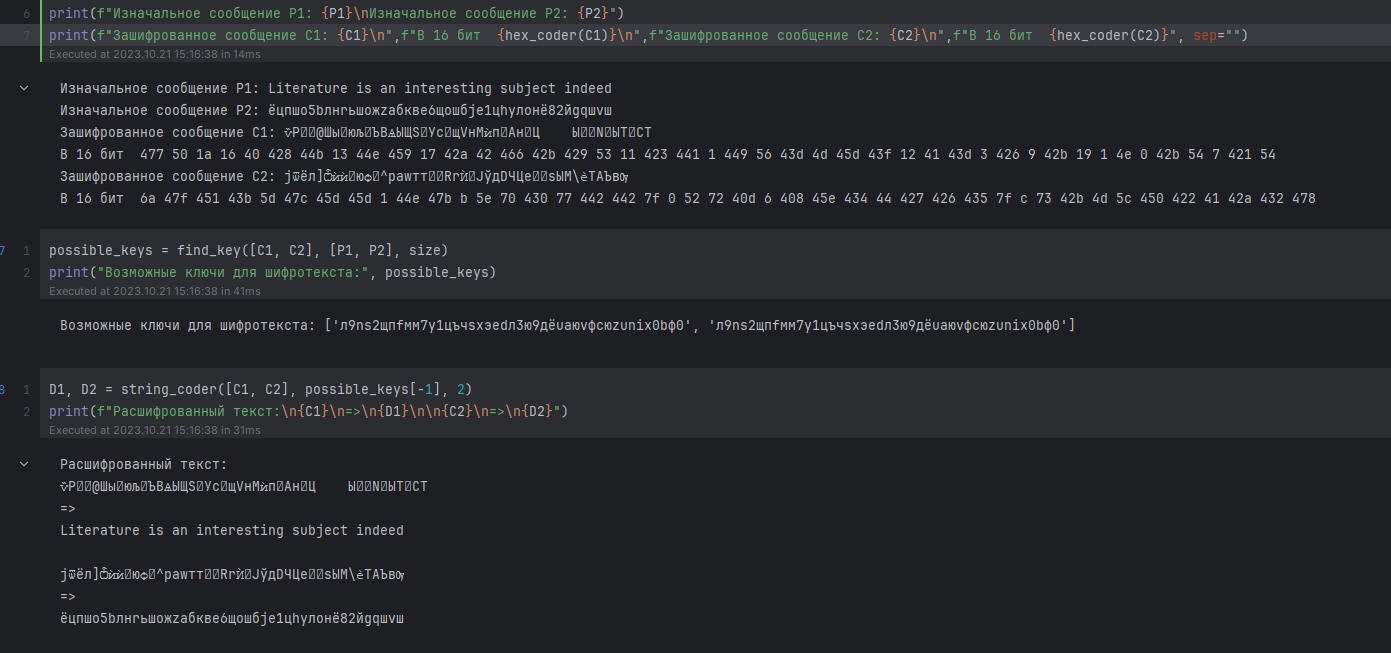 6 print(f"Изначальное сообщение P1: {P1}\nИзначальное сообщение P2: {P2}")
7 print(f"Зашифрованное сообщение C1: {C1}\n",f"В 16 бит  {hex_coder(C1)}\n",f"Зашифрованное сообщение C2: {C2}\n",f"В 16 бит  {hex_coder(C2)}", sep="")
Executed at 2023.10.21 15:16:38 in 14ms
Изначальное сообщение P1: Literature is an interesting subject indeed
Изначальное сообщение P2: ёцпшо5bлнгьшожzабкве6щошбje1цhyлонё82йgqшvш
Зашифрованное сообщение C1:
В 16 бит  477 50 1a 16 40 428 44b 13 44e 459 17 42a 42 466 42b 429 53 11 423 441 1 449 56 43d 4d 45d 43f 12 41 43d 3 426 9 42b 19 1 4e 0 42b 54 7 421 54
Зашифрованное сообщение C2:
В 16 бит  6a 47f 451 43b 5d 47c 45d 45d 1 44e 47b b 5e 70 430 77 442 442 7f 0 52 72 40d 6 408 45e 434 44 427 426 435 7f c 73 42b 4d 5c 450 422 41 42a 432 478
7 1 possible_keys = find_key([C1, C2], [P1, P2], size)
2 print("Возможные ключи для шифротекста:", possible_keys)
Executed at 2023.10.21 15:16:38 in 41ms
Возможные ключи для шифротекста: ['л9ns2щпfмм7у1цъчsхэеdл3ю9дёuаюvфсюzunix0bф0', 'л9ns2щпfмм7у1цъчsхэеdл3ю9дёuаюvфсюzunix0bф0']
8 1 D1, D2 = string_coder([C1, C2], possible_keys[-1], 2)
2 print(f"Расшифрованный текст:\n{C1}\n=>\n{D1}\n\n{C2}\n=>\n{D2}")
Executed at 2023.10.21 15:16:38 in 31ms
Расшифрованный текст:
=>
Literature is an interesting subject indeed
=>
ёцпшо5bлнгьшожzабкве6щошбje1цhyлонё82йgqшvш